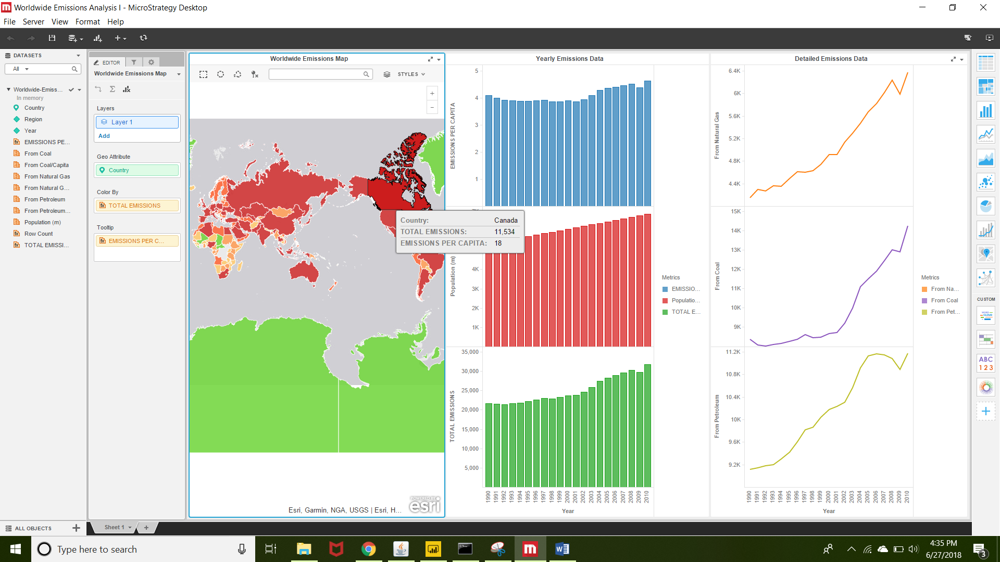 Worldwide Emissions Analysis I - MicroStrategy Desktop
File Server View Format Help
DATASETS
All
Worldwide-Emiss...
In memory
Country
Region
Year
EMISSIONS PE...
From Coal
From Coal/Capita
From Natural Gas
From Natural G...
From Petroleum
From Petroleum...
Population (m)
Row Count
TOTAL EMISSI...
ALL OBJECTS
EDITOR
Worldwide Emissions Map
Layers
Layer 1
Add
Geo Attribute
Country
Color By
TOTAL EMISSIONS
Tooltip
EMISSIONS PER C...
Worldwide Emissions Map
STYLES
+
−
Country: Canada
TOTAL EMISSIONS: 11,534
EMISSIONS PER CAPITA: 18
POWERED BY
esri
Esri, Garmin, NGA, USGS | Esri, H...
Yearly Emissions Data
EMISSIONS PER CAPITA
5
4
3
2
1
Population (m)
7K
4K
3K
2K
1K
TOTAL EMISSIONS
35,000
30,000
25,000
20,000
15,000
10,000
5,000
1990 1991 1992 1993 1994 1995 1996 1997 1998 1999 2000 2001 2002 2003 2004 2005 2006 2007 2008 2009 2010
Year
Metrics
EMISSIO...
Populatio...
TOTAL E...
Detailed Emissions Data
From Natural Gas
6.4K
6K
5.6K
5.2K
4.8K
4.4K
From Coal
15K
14K
13K
12K
11K
10K
9K
From Petroleum
11.2K
10.8K
10.4K
10K
9.6K
9.2K
1990 1991 1992 1993 1994 1995 1996 1997 1998 1999 2000 2001 2002 2003 2004 2005 2006 2007 2008 2009 2010
Year
Metrics
From Na...
From Coal
From Pet...
CUSTOM
WORD
CLOUD
ABC
123
Sheet 1
Type here to search
4:35 PM
6/27/2018
3